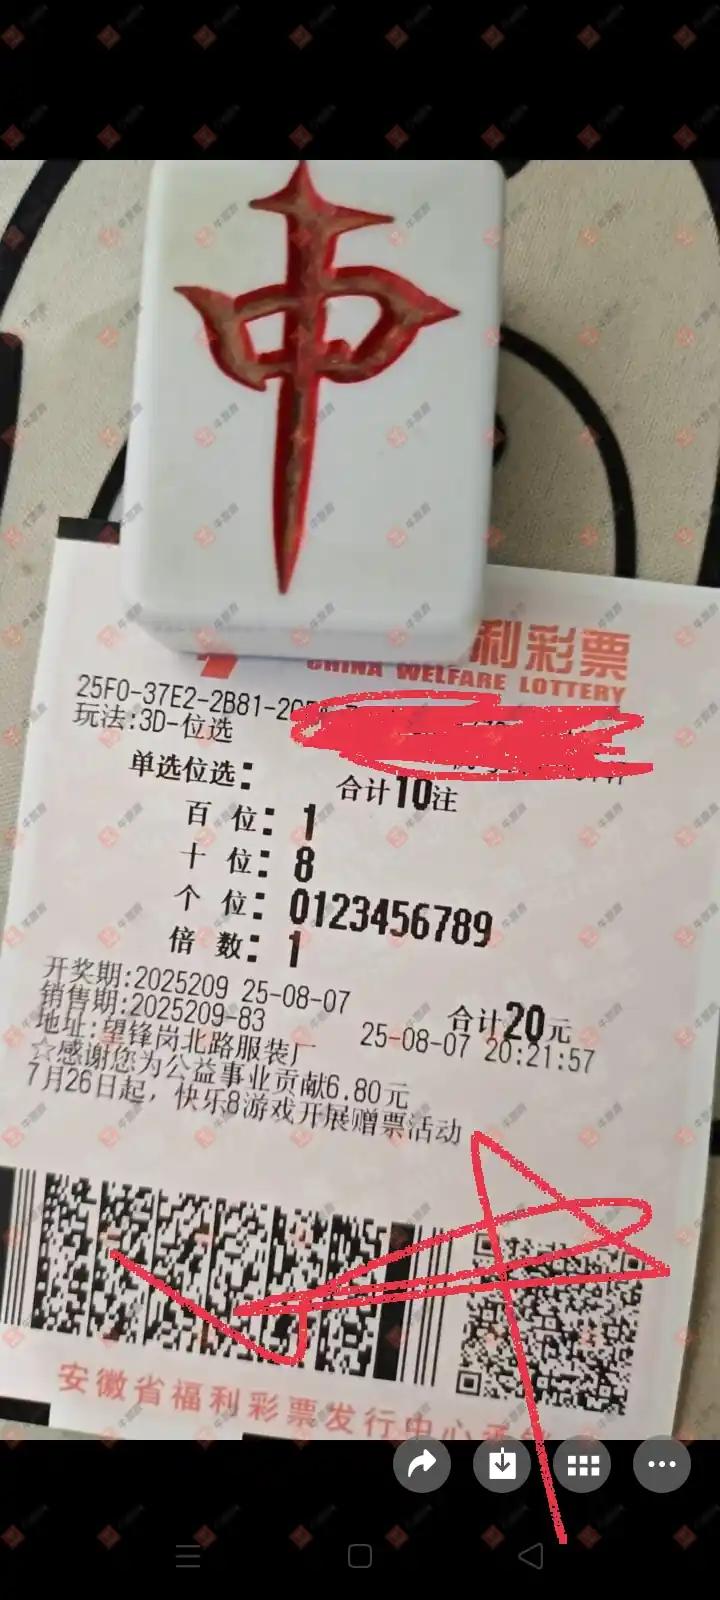 中
利彩票
CHINA WELFARE LOTTERY
25F0-37E2-2B81-2
玩法:3D-位选
单选位选: 合计10注
百位: 1
十位: 8
个位: 0123456789
倍数: 1
开奖期:2025209 25-08-07 合计20元
销售期:2025209-83 25-08-07 20:21:57
地址:望锋岗北路服装厂
☆感谢您为公益事业贡献6.80元
7月26日起，快乐8游戏开展赠票活动
安徽省福利彩票发行中心承销